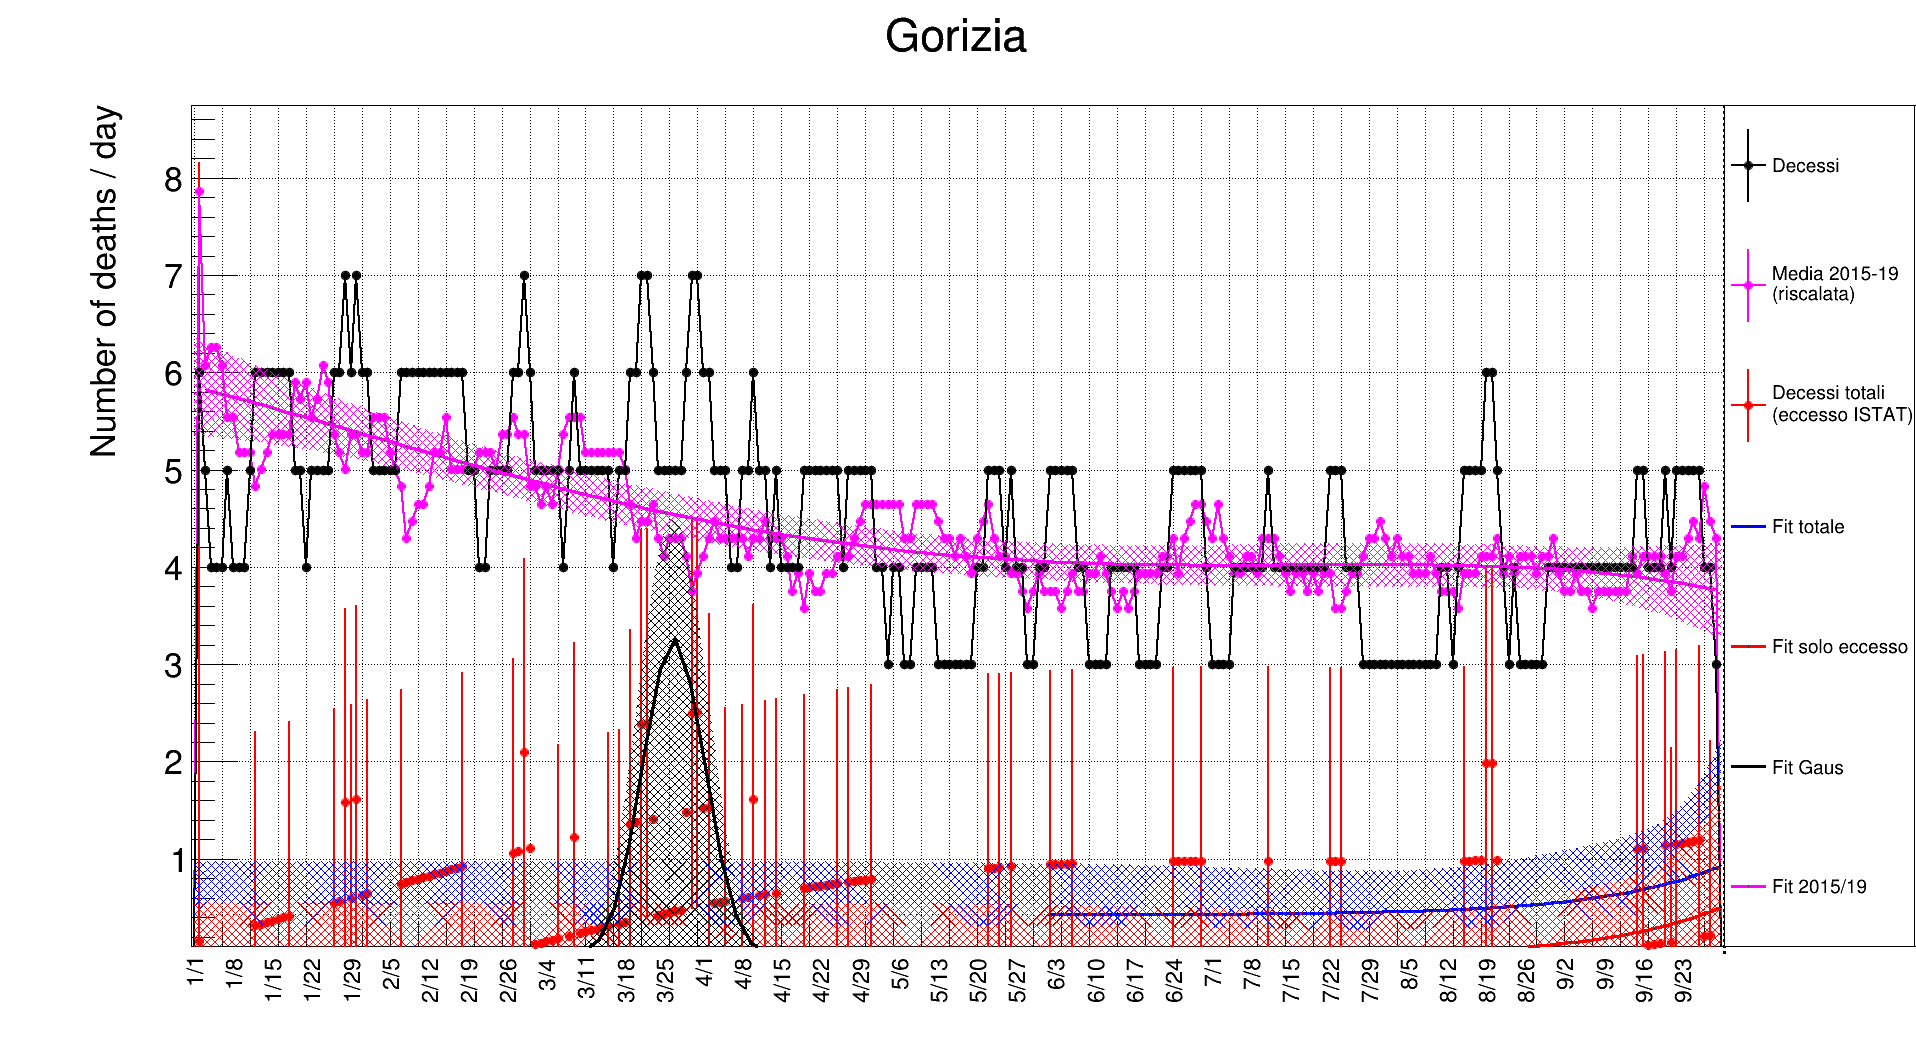 Gorizia
Number of deaths / day
8
7
6
5
4
3
2
1
1/1 1/8 1/15 1/22 1/29 2/5 2/12 2/19 2/26 3/4 3/11 3/18 3/25 4/1 4/8 4/15 4/22 4/29 5/6 5/13 5/20 5/27 6/3 6/10 6/17 6/24 7/1 7/8 7/15 7/22 7/29 8/5 8/12 8/19 8/26 9/2 9/9 9/16 9/23
Decessi
Media 2015-19
(riscalata)
Decessi totali
(eccesso ISTAT)
Fit totale
Fit solo eccesso
Fit Gaus
Fit 2015/19